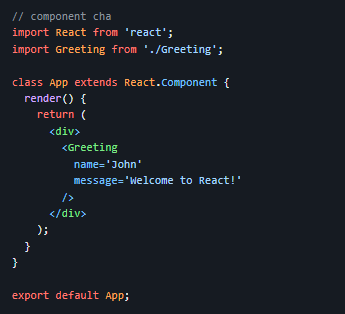 // component cha
import React from 'react';
import Greeting from './Greeting';

class App extends React.Component {
  render() {
    return (
      <div>
        <Greeting
          name='John'
          message='Welcome to React!'
        />
      </div>
    );
  }
}

export default App;